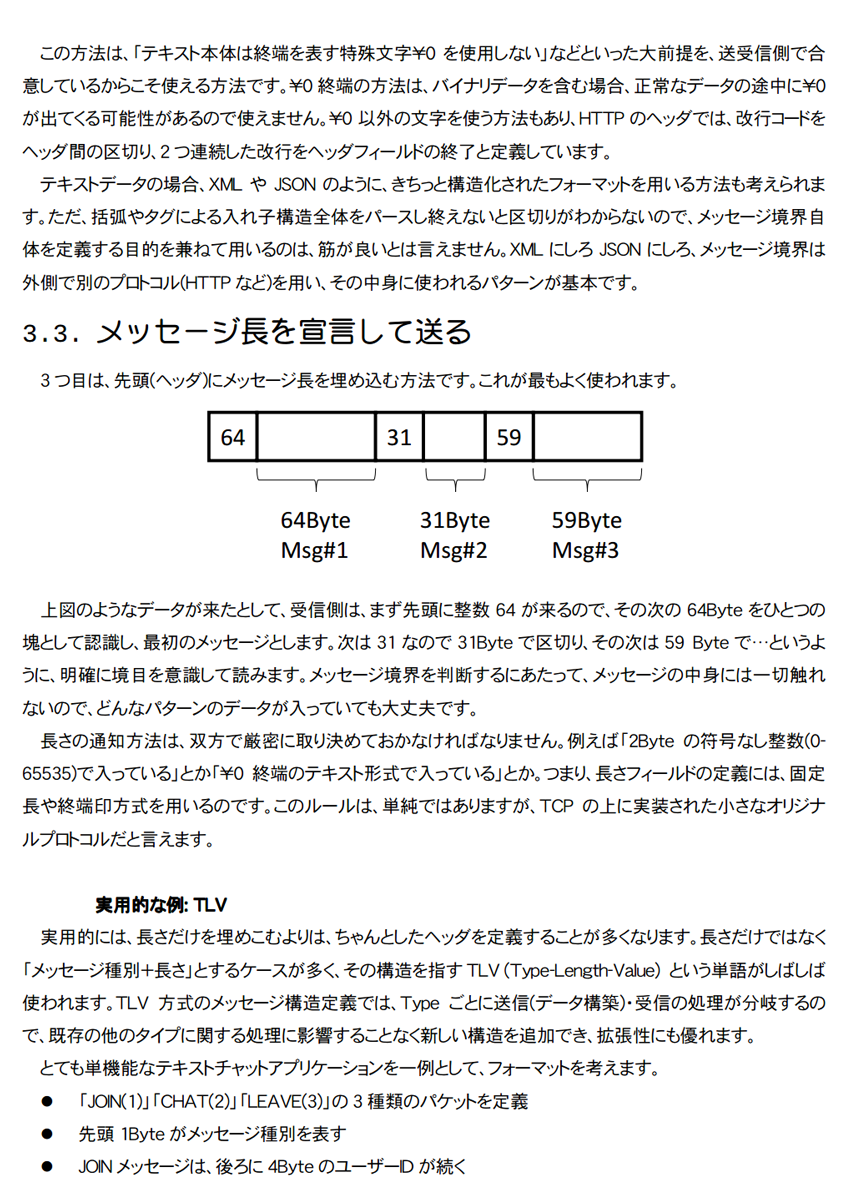 この方法は、「テキスト本体は終端を表す特殊文字¥0 を使用しない」などといった大前提を、送受信側で合
意しているからこそ使える方法です。¥0 終端の方法は、バイナリデータを含む場合、正常なデータの途中に¥0
が出てくる可能性があるので使えません。¥0 以外の文字を使う方法もあり、HTTP のヘッダでは、改行コードを
ヘッダ間の区切り、2 つ連続した改行をヘッダフィールドの終了と定義しています。
テキストデータの場合、XML や JSON のように、きちっと構造化されたフォーマットを用いる方法も考えられま
す。ただ、括弧やタグによる入れ子構造全体をパースし終えないと区切りがわからないので、メッセージ境界自
体を定義する目的を兼ねて用いるのは、筋が良いとは言えません。XML にしろ JSON にしろ、メッセージ境界は
外側で別のプロトコル(HTTP など)を用い、その中身に使われるパターンが基本です。
3.3. メッセージ長を宣言して送る
3 つ目は、先頭(ヘッダ)にメッセージ長を埋め込む方法です。これが最もよく使われます。
64 31 59
64Byte 31Byte 59Byte
Msg#1 Msg#2 Msg#3
上図のようなデータが来たとして、受信側は、まず先頭に整数 64 が来るので、その次の 64Byte をひとつの
塊として認識し、最初のメッセージとします。次は 31 なので 31Byte で区切り、その次は 59 Byte で…というよ
うに、明確に境目を意識して読みます。メッセージ境界を判断するにあたって、メッセージの中身には一切触れ
ないので、どんなパターンのデータが入っていても大丈夫です。
長さの通知方法は、双方で厳密に取り決めておかなければなりません。例えば「2Byte の符号なし整数(0-
65535)で入っている」とか「¥0 終端のテキスト形式で入っている」とか。つまり、長さフィールドの定義には、固定
長や終端印方式を用いるのです。このルールは、単純ではありますが、TCP の上に実装された小さなオリジナ
ルプロトコルだと言えます。
実用的な例: TLV
実用的には、長さだけを埋めこむよりは、ちゃんとしたヘッダを定義することが多くなります。長さだけではなく
「メッセージ種別＋長さ」とするケースが多く、その構造を指す TLV（Type-Length-Value） という単語がしばしば
使われます。TLV 方式のメッセージ構造定義では、Type ごとに送信(データ構築)・受信の処理が分岐するの
で、既存の他のタイプに関する処理に影響することなく新しい構造を追加でき、拡張性にも優れます。
とても単機能なテキストチャットアプリケーションを一例として、フォーマットを考えます。
● 「JOIN(1)」「CHAT(2)」「LEAVE(3)」の 3 種類のパケットを定義
● 先頭 1Byte がメッセージ種別を表す
● JOIN メッセージは、後ろに 4Byte のユーザーID が続く